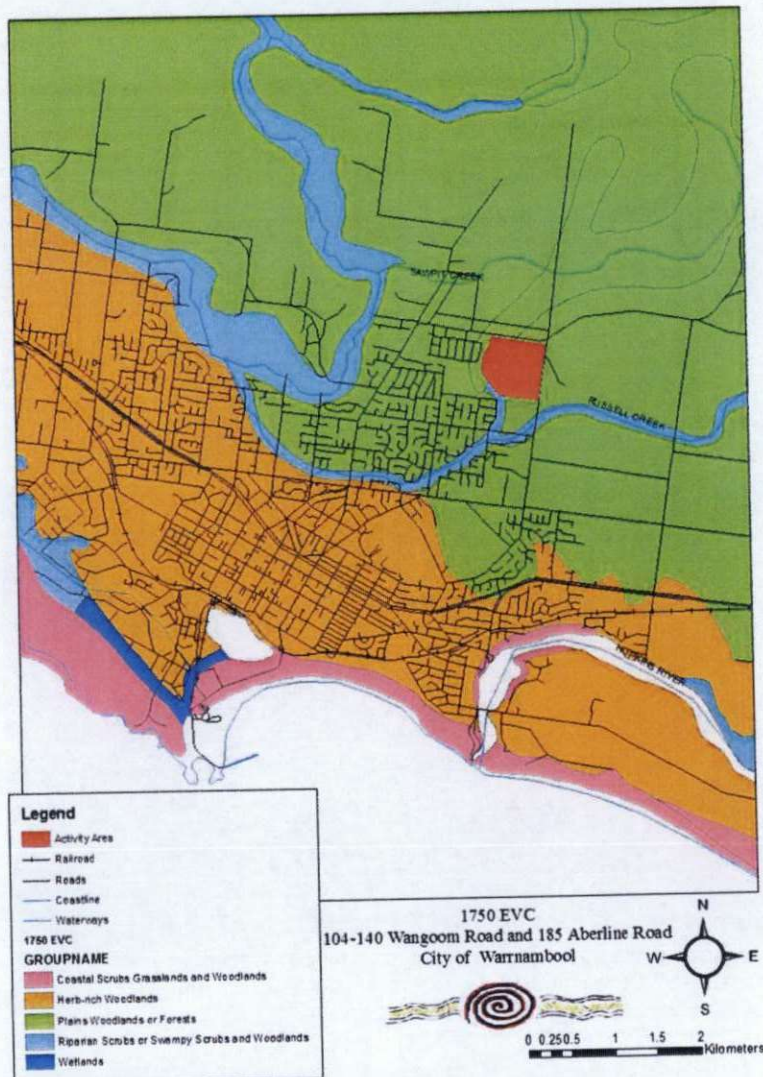 SAWPIT CREEK
RUSSELL CREEK
HOPKINS RIVER
Legend
Activity Area
Railroad
Roads
Coastline
Waterways
1750 EVC
GROUPNAME
Coastal Scrubs Grasslands and Woodlands
Herb-rich Woodlands
Plains Woodlands or Forests
Riparian Scrubs or Swampy Scrubs and Woodlands
Wetlands
1750 EVC
104-140 Wangoom Road and 185 Aberline Road
City of Warrnambool
N
W E
S
0 0.25 0.5 1 1.5 2
Kilometers